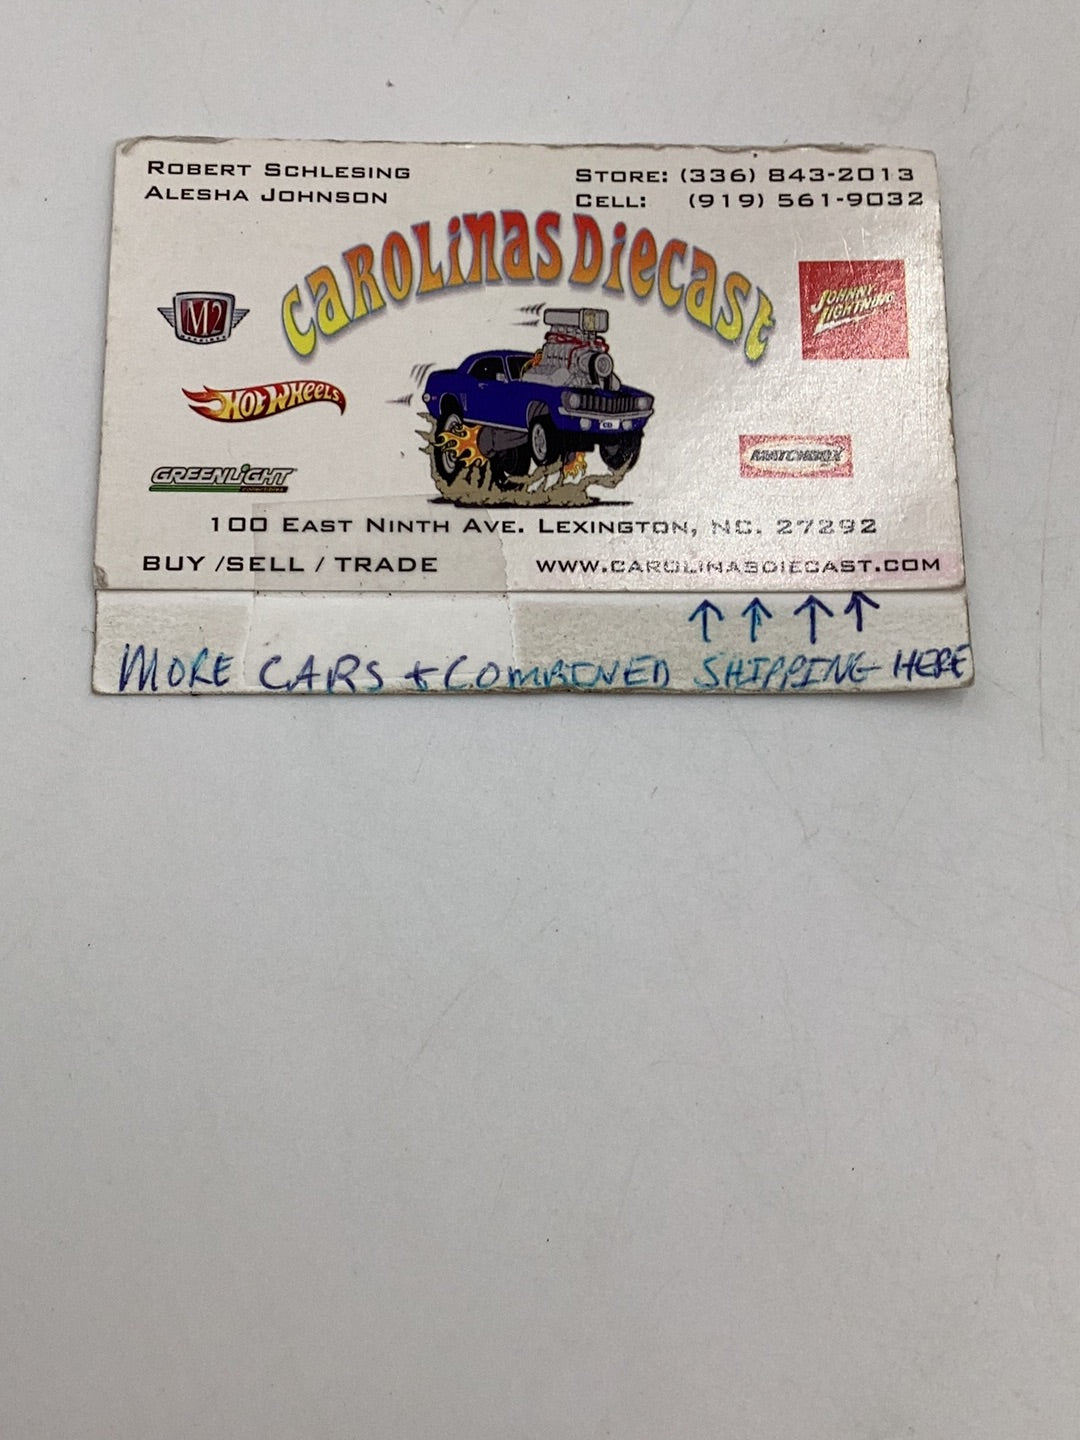 ROBERT SCHLESING
ALESHA JOHNSON
STORE: (336) 843-2013
CELL: (919) 561-9032
CAROLINAS DIECAST
M2
JOHNNY LIGHTNING
HOT WHEELS
MATCHBOX
GREENLIGHT
100 EAST NINTH AVE. LEXINGTON, NC. 27292
BUY /SELL / TRADE
WWW.CAROLINASDIECAST.COM
MORE CARS + COMBINED SHIPPING HERE